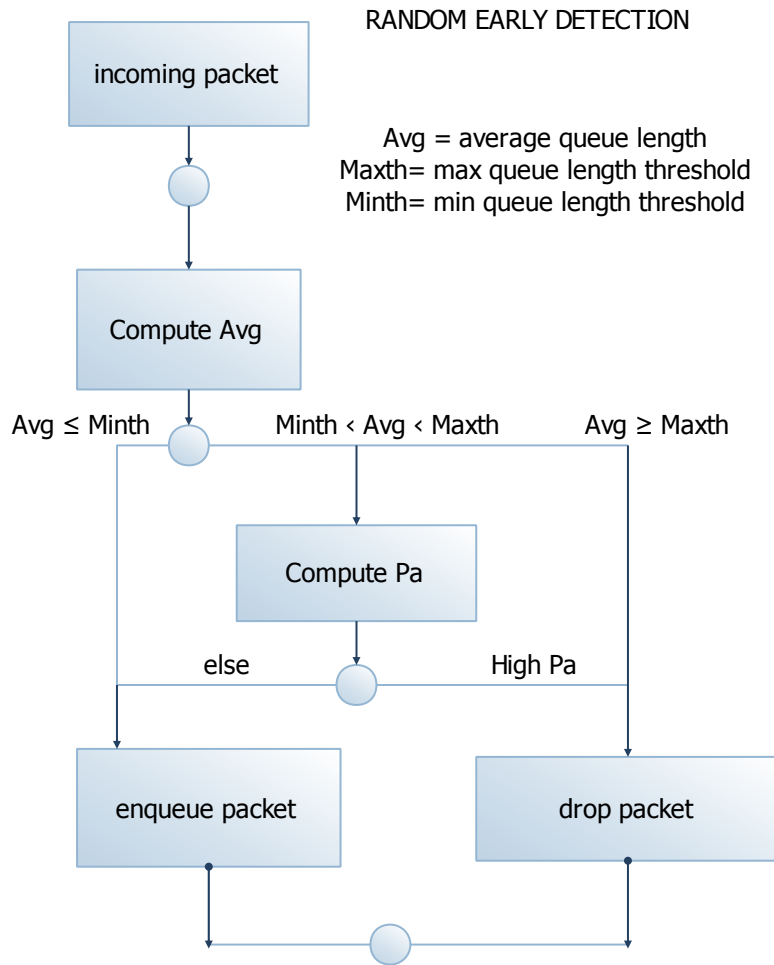 RANDOM EARLY DETECTION
incoming packet
Avg = average queue length
Maxth= max queue length threshold
Minth= min queue length threshold
Compute Avg
Avg ≤ Minth
Minth < Avg < Maxth
Avg ≥ Maxth
Compute Pa
else
High Pa
enqueue packet
drop packet